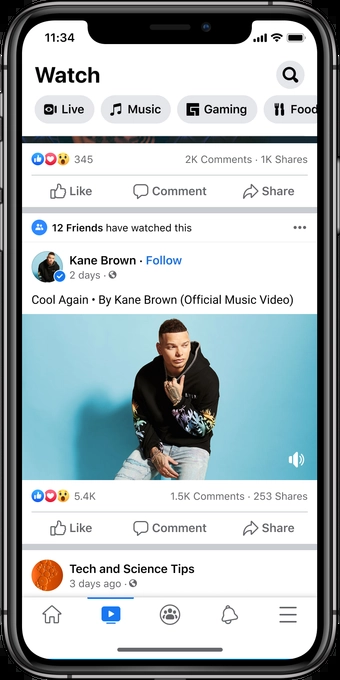 11:34
Watch
Live Music Gaming Food
345 2K Comments · 1K Shares
Like Comment Share
12 Friends have watched this
Kane Brown · Follow
2 days ·
Cool Again • By Kane Brown (Official Music Video)
5.4K 1.5K Comments · 253 Shares
Like Comment Share
Tech and Science Tips
3 days ago ·